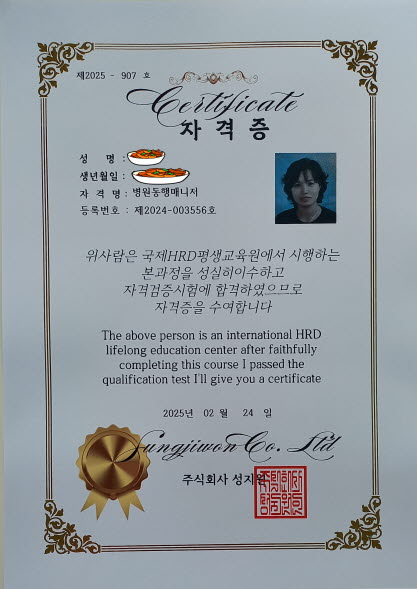 제2025 - 907 호
Certificate
자 격 증
성 명 :
생년월일 :
자 격 명 : 병원동행매니저
등록번호 : 제2024-003556호
위사람은 국제HRD평생교육원에서 시행하는
본과정을 성실히이수하고
자격검증시험에 합격하였으므로
자격증을 수여합니다
The above person is an international HRD
lifelong education center after faithfully
completing this course I passed the
qualification test I'll give you a certificate
2025년 02 월 24 일
Sungjiwon Co. Ltd
주식회사 성지원